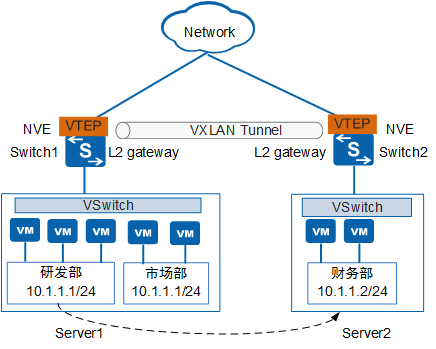 Network
NVE VTEP VTEP NVE
VXLAN Tunnel
Switch1 S L2 gateway L2 gateway S Switch2
VSwitch VSwitch
VM VM VM VM VM VM VM
研发部 市场部 财务部
10.1.1.1/24 10.1.1.1/24 10.1.1.2/24
Server1 Server2